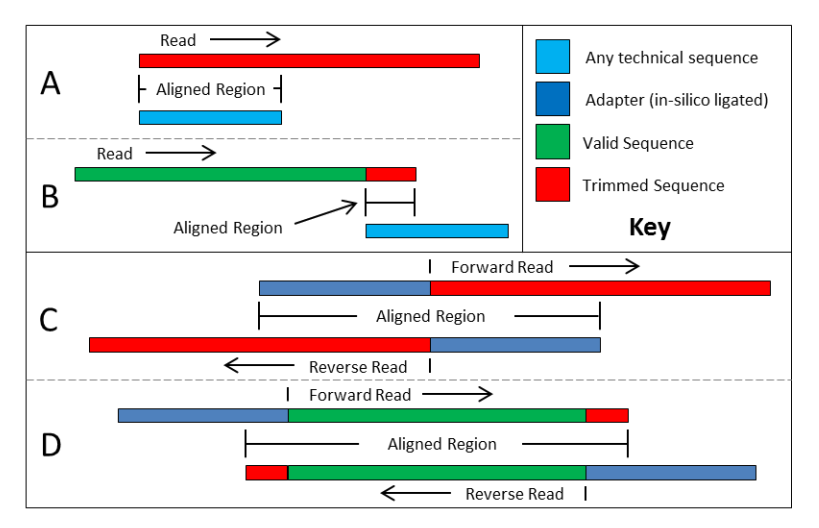 A
Read
Aligned Region
B
Read
Aligned Region
Any technical sequence
Adapter (in-silico ligated)
Valid Sequence
Trimmed Sequence
Key
C
Forward Read
Aligned Region
Reverse Read
D
Forward Read
Aligned Region
Reverse Read